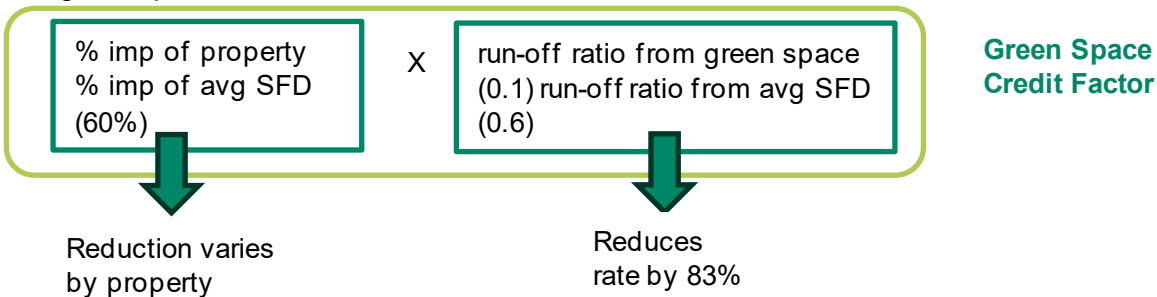 % imp of property
% imp of avg SFD
(60%)
X
run-off ratio from green space
(0.1) run-off ratio from avg SFD
(0.6)
Green Space
Credit Factor
Reduction varies
by property
Reduces
rate by 83%